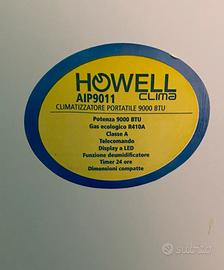 HOWELL
clima
AIP9011
CLIMATIZZATORE PORTATILE 9000 BTU
Potenza 9000 BTU
Gas ecologico R410A
Classe A
Telecomando
Display a LED
Funzione deumidificatore
Timer 24 ore
Dimensioni compatte
subito